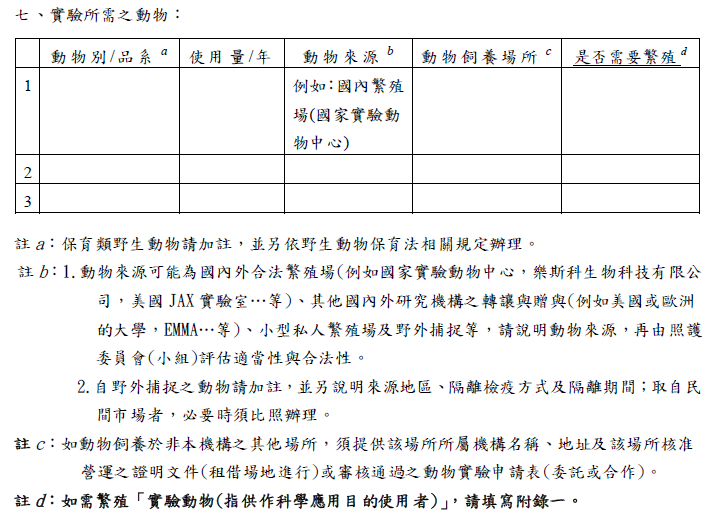 七、實驗所需之動物：
動物別/品系 a 使用量/年 動物來源 b 動物飼養場所 c 是否需要繁殖 d
1 例如：國內繁殖
場(國家實驗動
物中心)
2
3
註 a：保育類野生動物請加註，並另依野生動物保育法相關規定辦理。
註 b：1.動物來源可能為國內外合法繁殖場(例如國家實驗動物中心，樂斯科生物科技有限公
司，美國 JAX 實驗室…等)、其他國內外研究機構之轉讓與贈與(例如美國或歐洲
的大學，EMMA…等)、小型私人繁殖場及野外捕捉等，請說明動物來源，再由照護
委員會(小組)評估適當性與合法性。
2.自野外捕捉之動物請加註，並另說明來源地區、隔離檢疫方式及隔離期間；取自民
間市場者，必要時須比照辦理。
註 c：如動物飼養於非本機構之其他場所，須提供該場所所屬機構名稱、地址及該場所核准
營運之證明文件(租借場地進行)或審核通過之動物實驗申請表(委託或合作)。
註 d：如需繁殖「實驗動物(指供作科學應用目的使用者)」，請填寫附錄一。